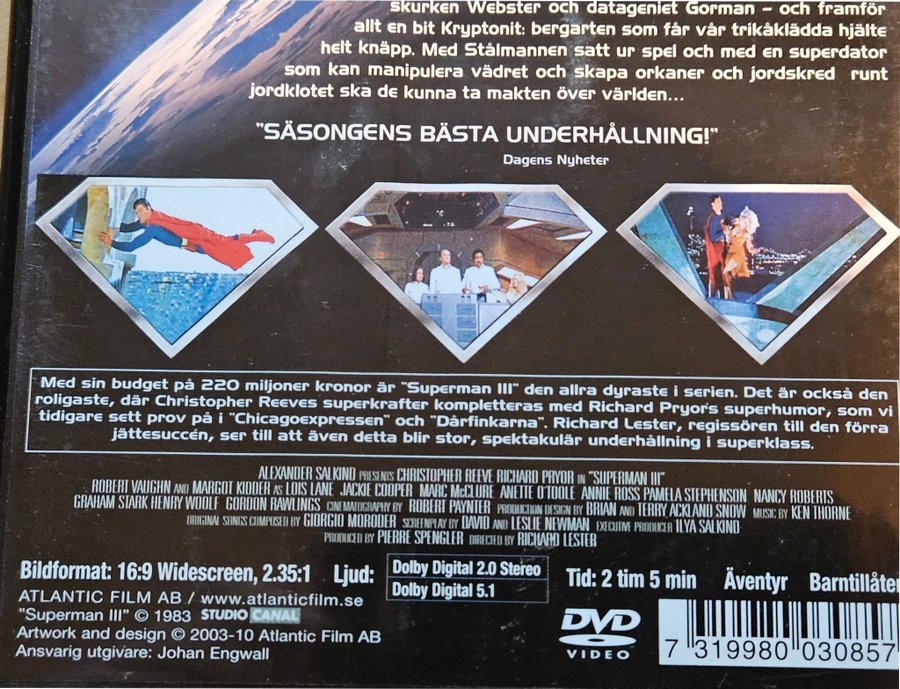 skurken Webster och datageniet Gorman – och framför
allt en bit Kryptonit: bergarten som får vår trikåklädda hjälte
helt knäpp. Med Stålmannen satt ur spel och med en superdator
som kan manipulera vädret och skapa orkaner och jordskred runt
jordklotet ska de kunna ta makten över världen...
"SÄSONGENS BÄSTA UNDERHÅLLNING!"
Dagens Nyheter
Med sin budget på 220 miljoner kronor är "Superman III" den allra dyraste i serien. Det är också den
roligaste, där Christopher Reeves superkrafter kompletteras med Richard Pryors superhumor, som vi
tidigare sett prov på i "Chicagoexpressen" och "Dårfinkarna". Richard Lester, regissören till den förra
jättesuccén, ser till att även detta blir stor, spektakulär underhållning i superklass.
ALEXANDER SALKIND PRESENTS CHRISTOPHER REEVE RICHARD PRYOR IN "SUPERMAN III"
ROBERT VAUGHN AND MARGOT KIDDER AS LOIS LANE JACKIE COOPER MARC McCLURE ANETTE O'TOOLE ANNIE ROSS PAMELA STEPHENSON NANCY ROBERTS
GRAHAM STARK HENRY WOOLF GORDON RAWLINGS CINEMATOGRAPHY BY ROBERT PAYNTER PRODUCTION DESIGN BY BRIAN AND TERRY ACKLAND SNOW MUSIC BY KEN THORNE
ORIGINAL SONGS COMPOSED BY GIORGIO MORODER SCREENPLAY BY DAVID AND LESLIE NEWMAN EXECUTIVE PRODUCER ILYA SALKIND
PRODUCED BY PIERRE SPENGLER DIRECTED BY RICHARD LESTER
Bildformat: 16:9 Widescreen, 2.35:1 Ljud: Dolby Digital 2.0 Stereo
Dolby Digital 5.1
Tid: 2 tim 5 min Äventyr Barntillåten
ATLANTIC FILM AB / www.atlanticfilm.se
"Superman III" © 1983 STUDIO CANAL
Artwork and design © 2003-10 Atlantic Film AB
Ansvarig utgivare: Johan Engwall
DVD
VIDEO
7 319980 030857